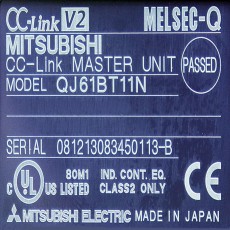 CC-Link V2 MELSEC-Q
MITSUBISHI
CC-Link MASTER UNIT PASSED
MODEL QJ61BT11N
SERIAL 081213083450113-B
C UL US LISTED 80M1 IND. CONT. EQ. CLASS2 ONLY CE
MITSUBISHI ELECTRIC MADE IN JAPAN